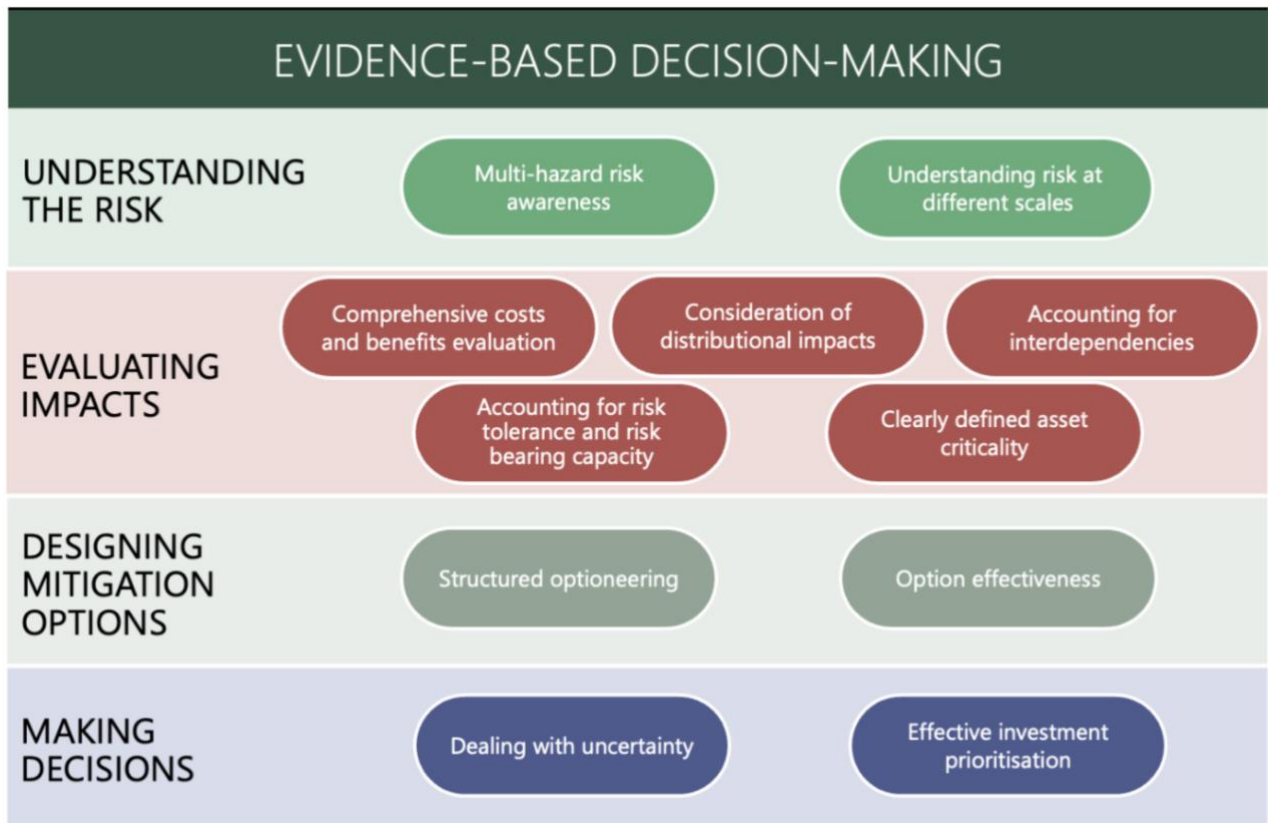 EVIDENCE-BASED DECISION-MAKING
UNDERSTANDING
THE RISK
Multi-hazard risk
awareness
Understanding risk at
different scales
EVALUATING
IMPACTS
Comprehensive costs
and benefits evaluation
Consideration of
distributional impacts
Accounting for
interdependencies
Accounting for risk
tolerance and risk
bearing capacity
Clearly defined asset
criticality
DESIGNING
MITIGATION
OPTIONS
Structured optioneering
Option effectiveness
MAKING
DECISIONS
Dealing with uncertainty
Effective investment
prioritisation